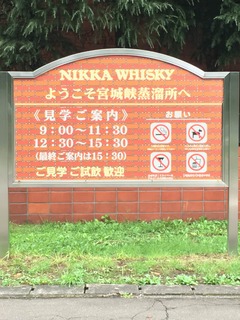 NIKKA WHISKY
ようこそ宮城峡蒸溜所へ
《見学ご案内》
9：00〜11：30
12：30〜15：30
(最終ご案内は15：30)
ご見学 ご試飲 歓迎
お願い